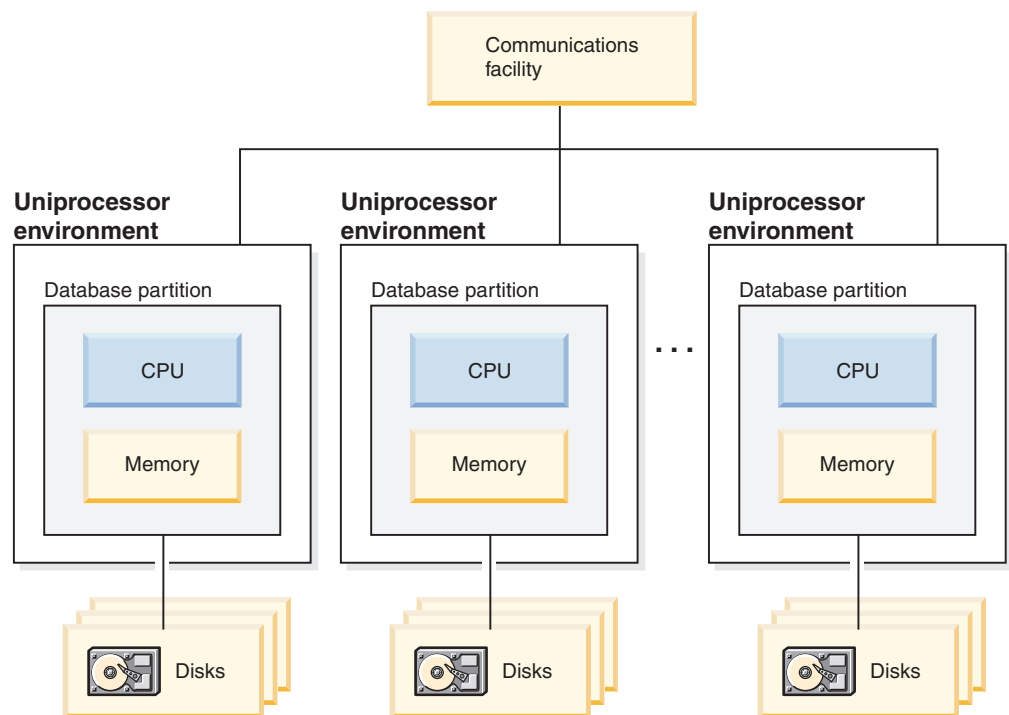 Communications
facility
Uniprocessor
environment
Uniprocessor
environment
Uniprocessor
environment
Database partition
Database partition
Database partition
CPU
CPU
. . .
CPU
Memory
Memory
Memory
Disks
Disks
Disks